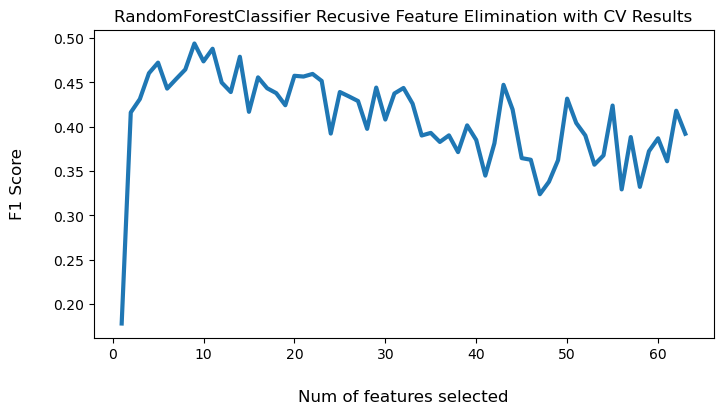 RandomForestClassifier Recusive Feature Elimination with CV Results
0.50
0.45
0.40
0.35
0.30
0.25
0.20
F1 Score
0 10 20 30 40 50 60
Num of features selected